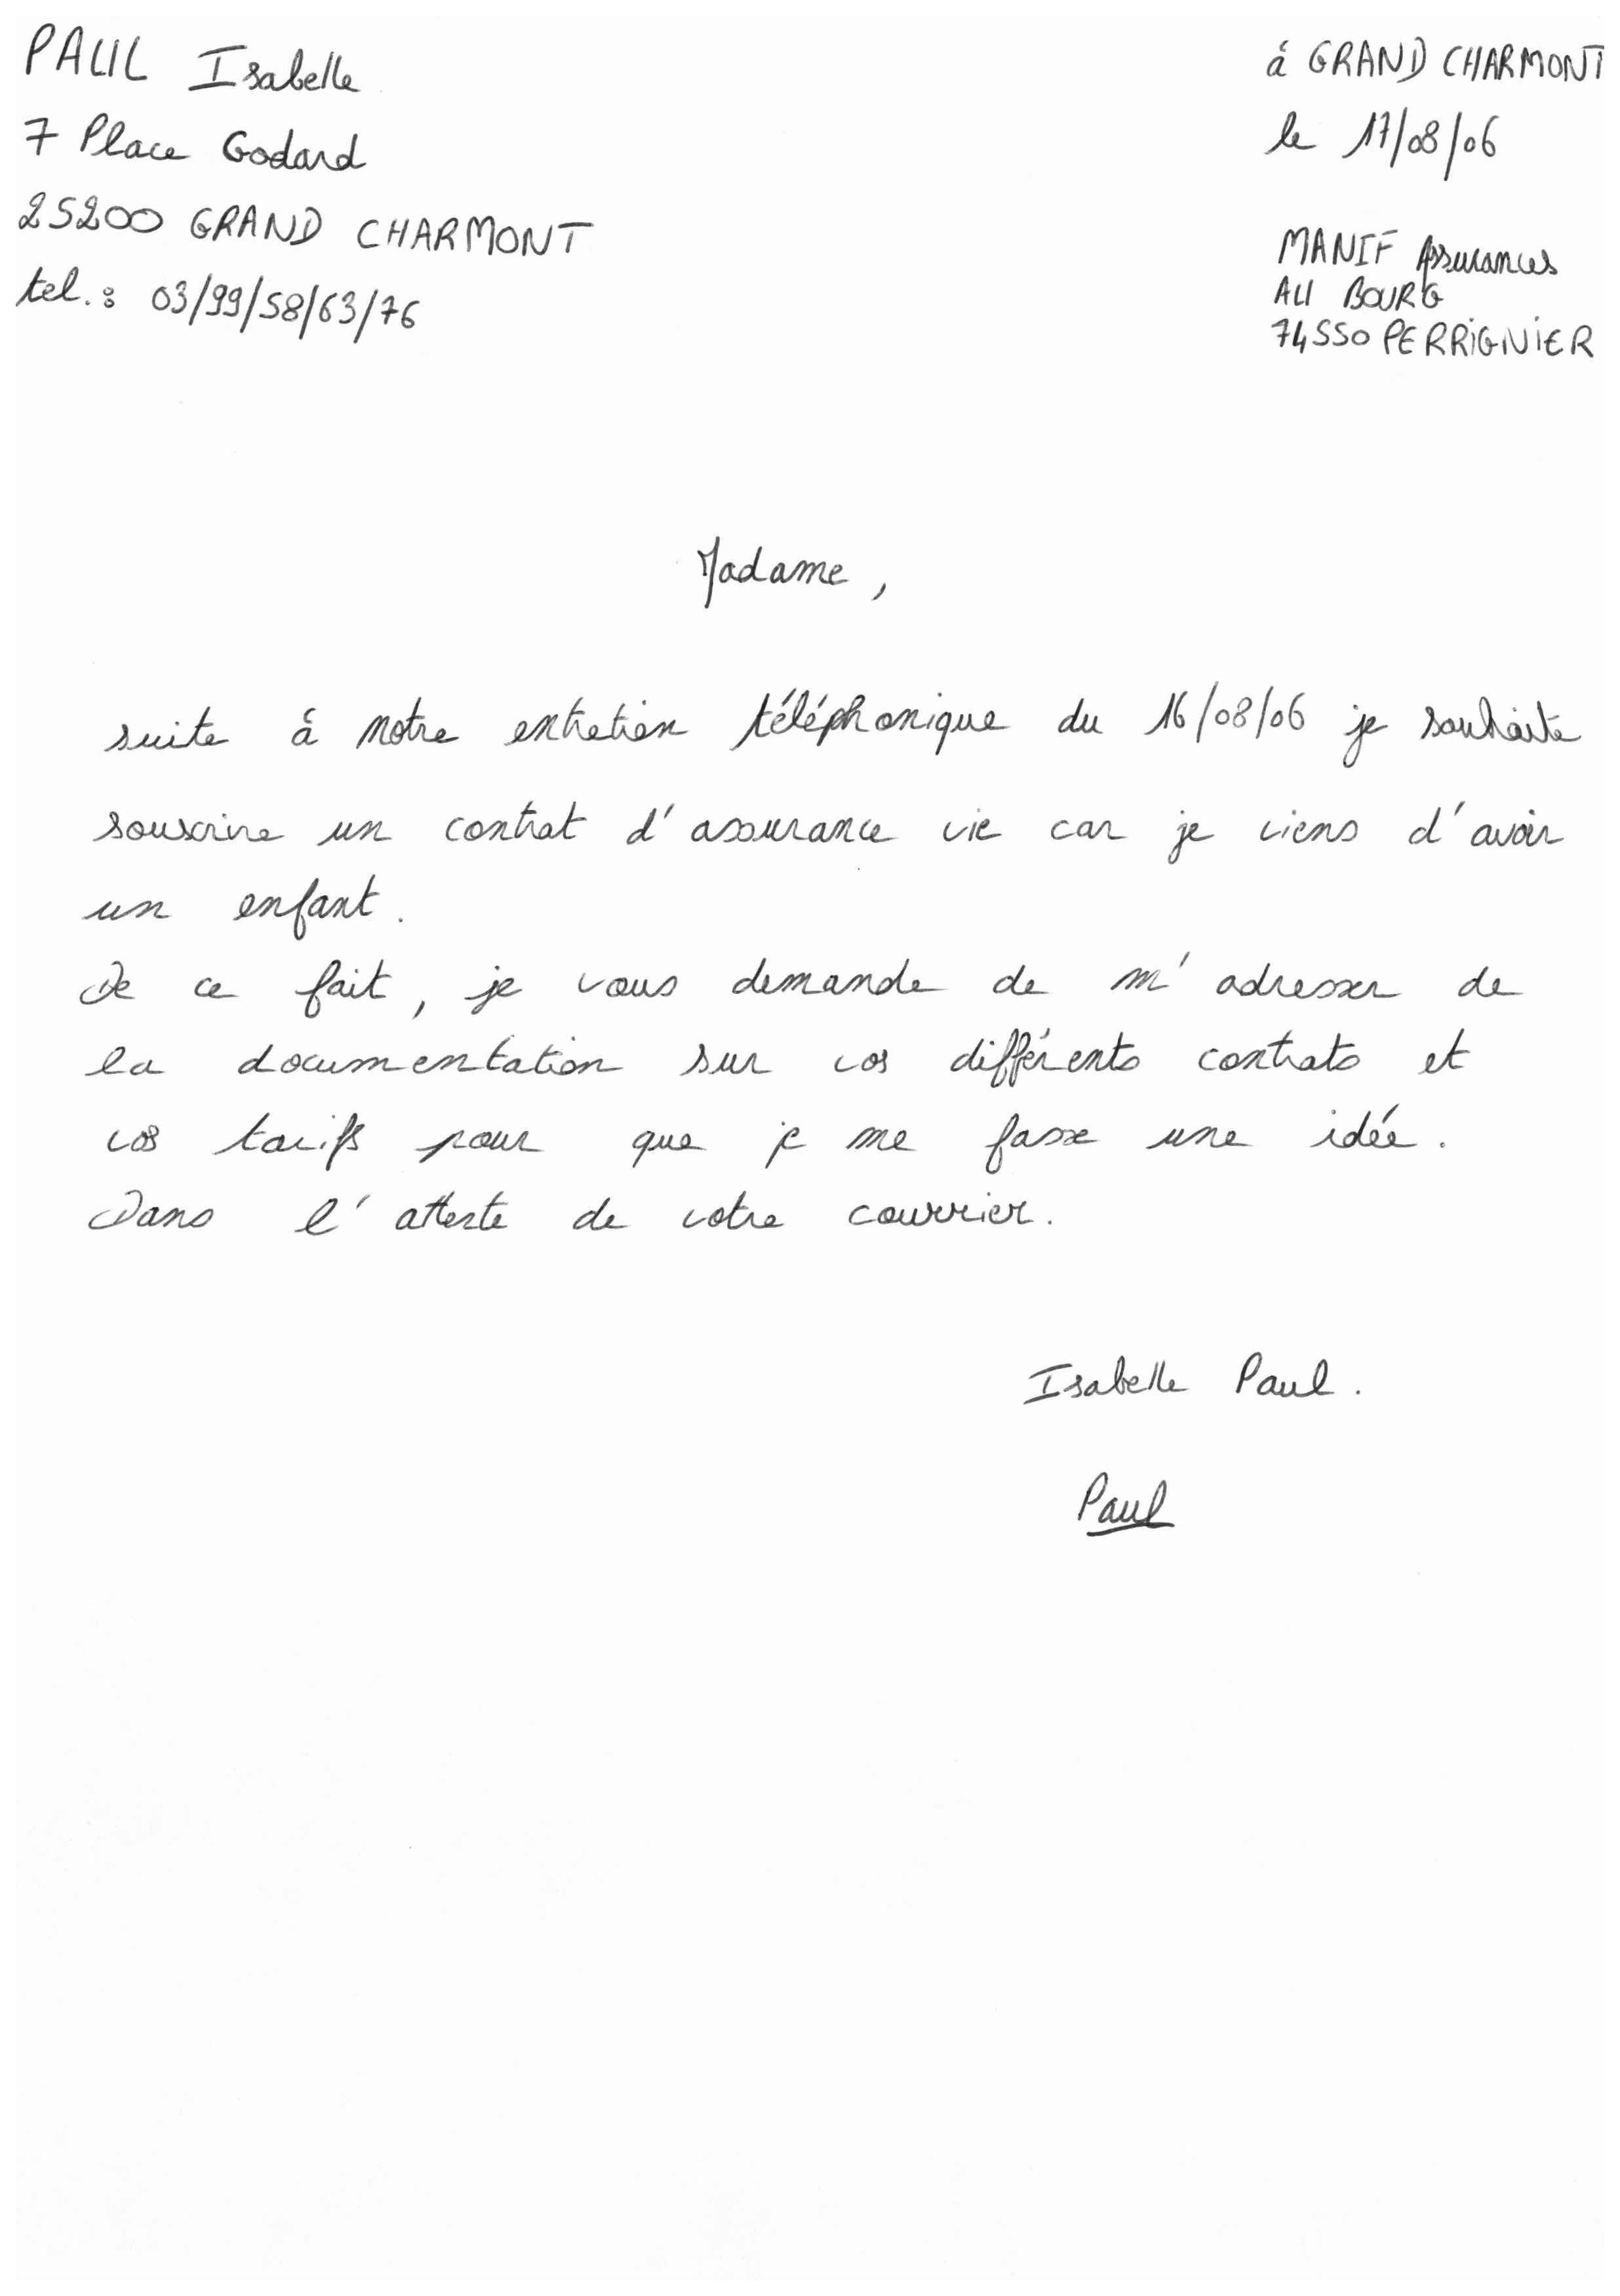 PAUL Isabelle
7 Place Godard
25200 GRAND CHARMONT
tel.: 03/99/58/63/76
à GRAND CHARMONT
le 17/08/06
MANIF Assurances
AU BOURG
74550 PERRIGNIER
Madame,
suite à notre entretien téléphonique du 16/08/06 je souhaite
souscrire un contrat d'assurance vie car je viens d'avoir
un enfant.
De ce fait, je vous demande de m'adresser de
la documentation sur vos différents contrats et
vos tarifs pour que je me fasse une idée.
Dans l'attente de votre courrier.
Isabelle Paul.
Paul